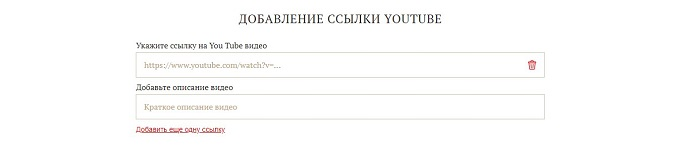 ДОБАВЛЕНИЕ ССЫЛКИ YOUTUBE
Укажите ссылку на You Tube видео
https://www.youtube.com/watch?v=...
Добавьте описание видео
Краткое описание видео
Добавить еще одну ссылку